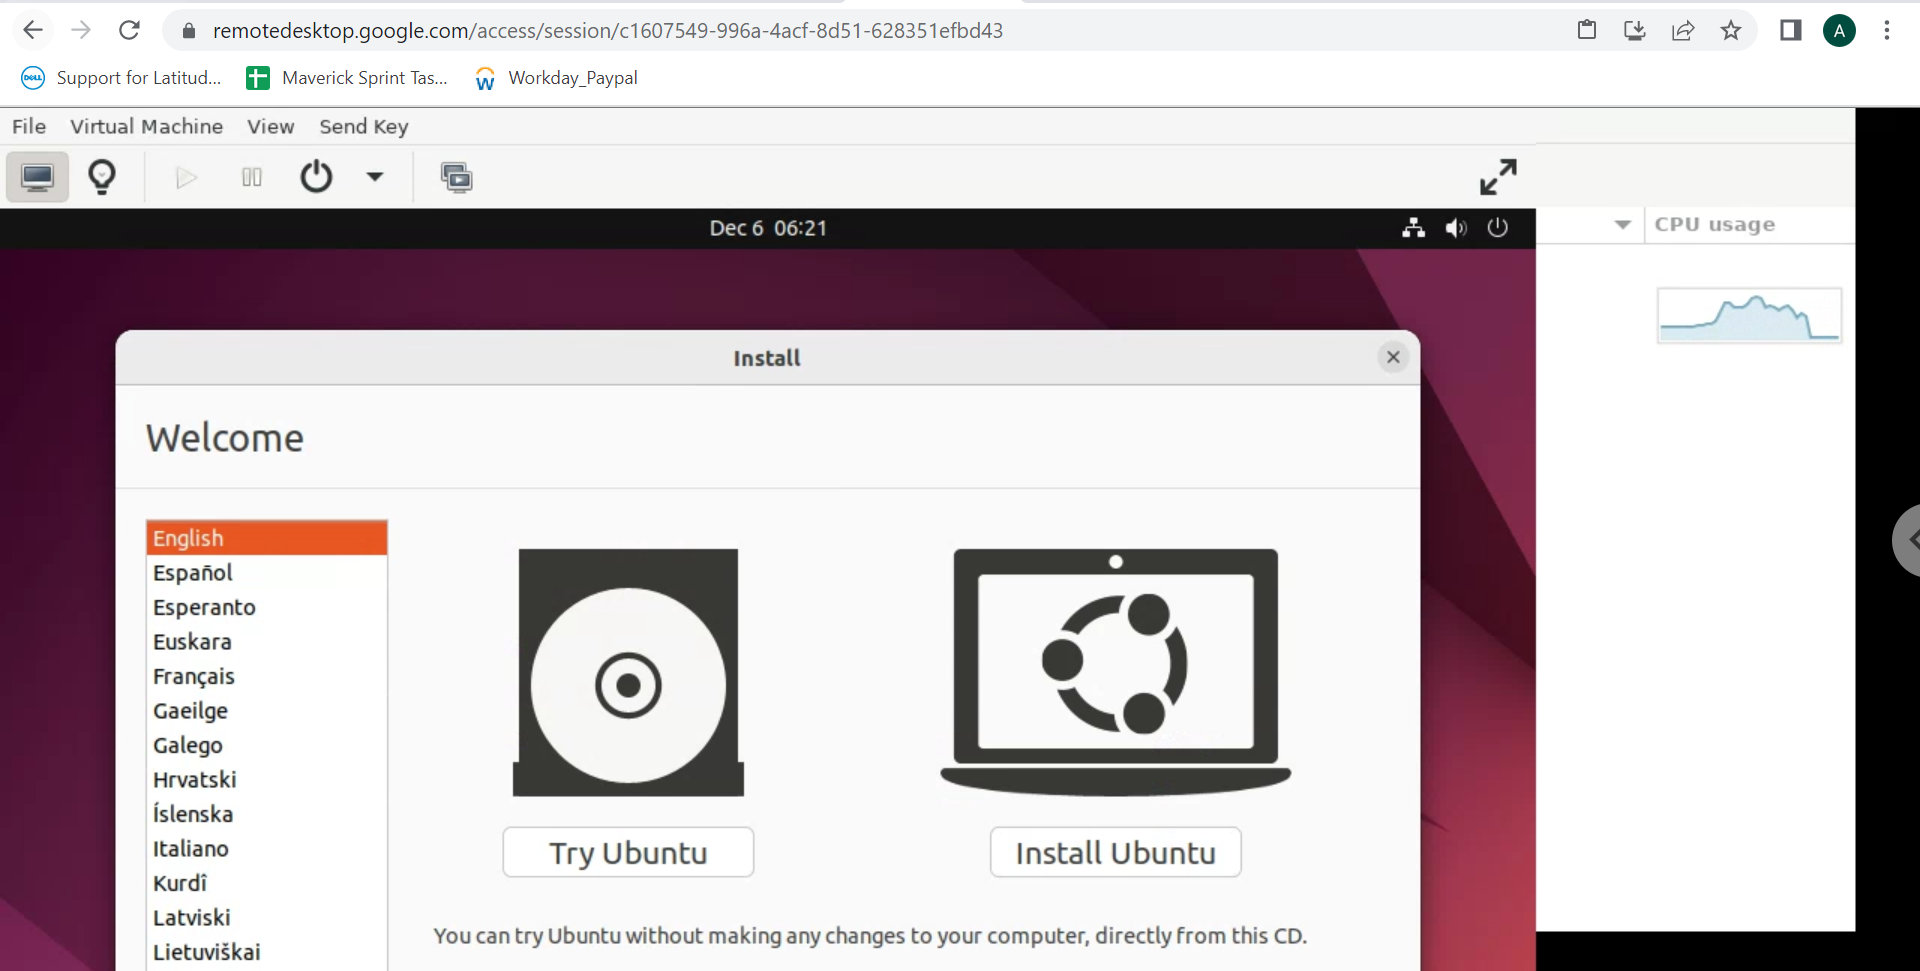 remotedesktop.google.com/access/session/c1607549-996a-4acf-8d51-628351efbd43
A
DELL Support for Latitud... Maverick Sprint Tas... W Workday_Paypal
File Virtual Machine View Send Key
Dec 6 06:21
CPU usage
Install
Welcome
English
Español
Esperanto
Euskara
Français
Gaeilge
Galego
Hrvatski
Íslenska
Italiano
Kurdî
Latviski
Lietuviškai
Try Ubuntu
Install Ubuntu
You can try Ubuntu without making any changes to your computer, directly from this CD.